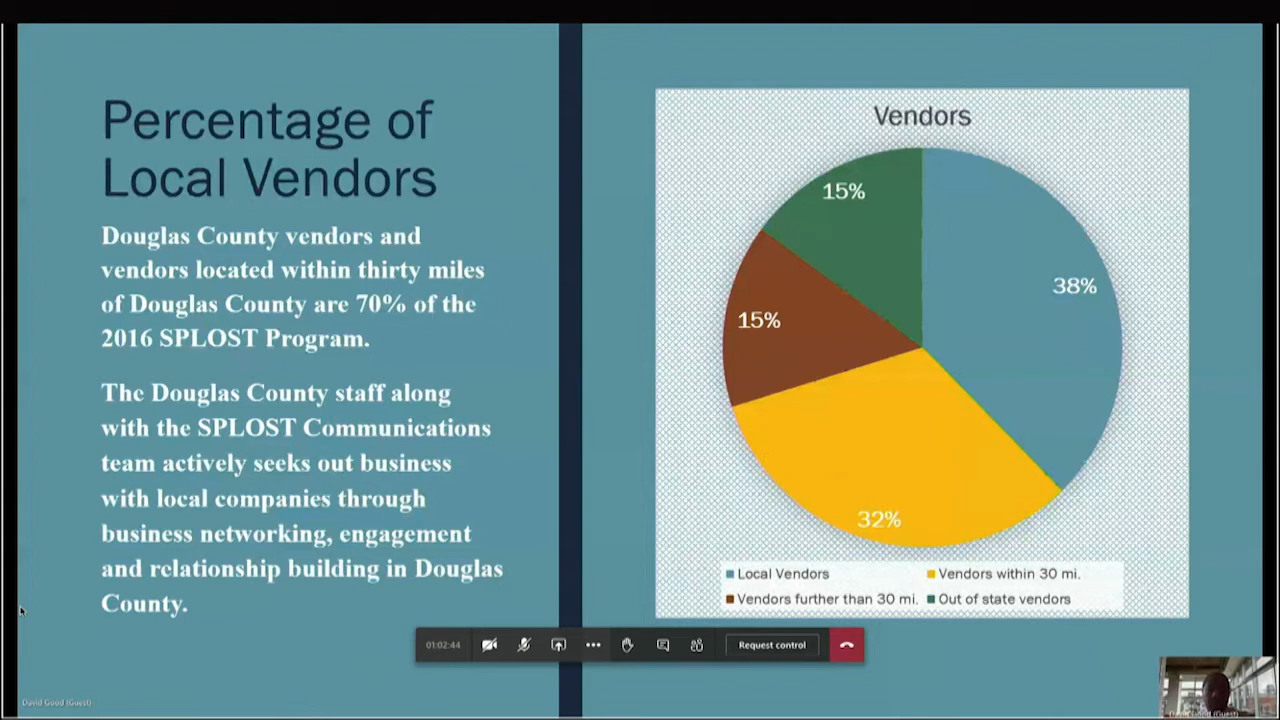 Percentage of
Local Vendors
Douglas County vendors and
vendors located within thirty miles
of Douglas County are 70% of the
2016 SPLOST Program.
The Douglas County staff along
with the SPLOST Communications
team actively seeks out business
with local companies through
business networking, engagement
and relationship building in Douglas
County.
Vendors
15%
38%
15%
32%
Local Vendors
Vendors within 30 mi.
Vendors further than 30 mi.
Out of state vendors
01:02:44
Request control
David Good (Guest)